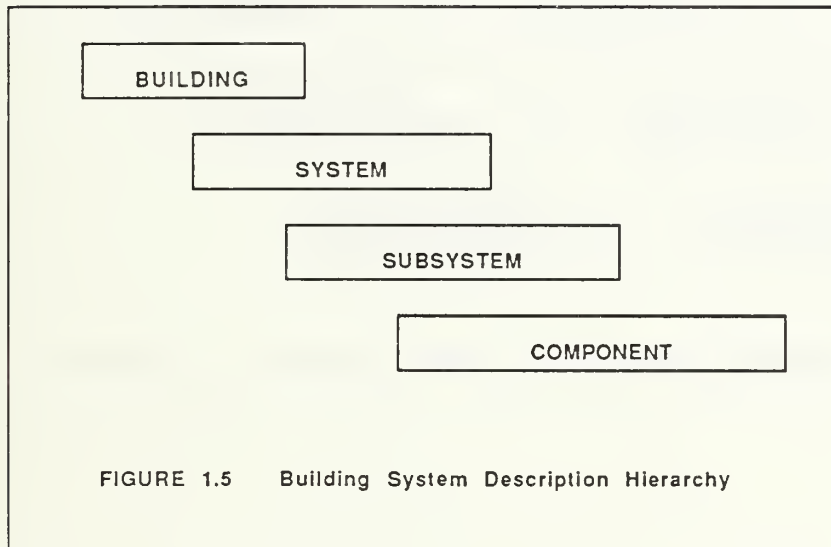 BUILDING
SYSTEM
SUBSYSTEM
COMPONENT
FIGURE 1.5 Building System Description Hierarchy